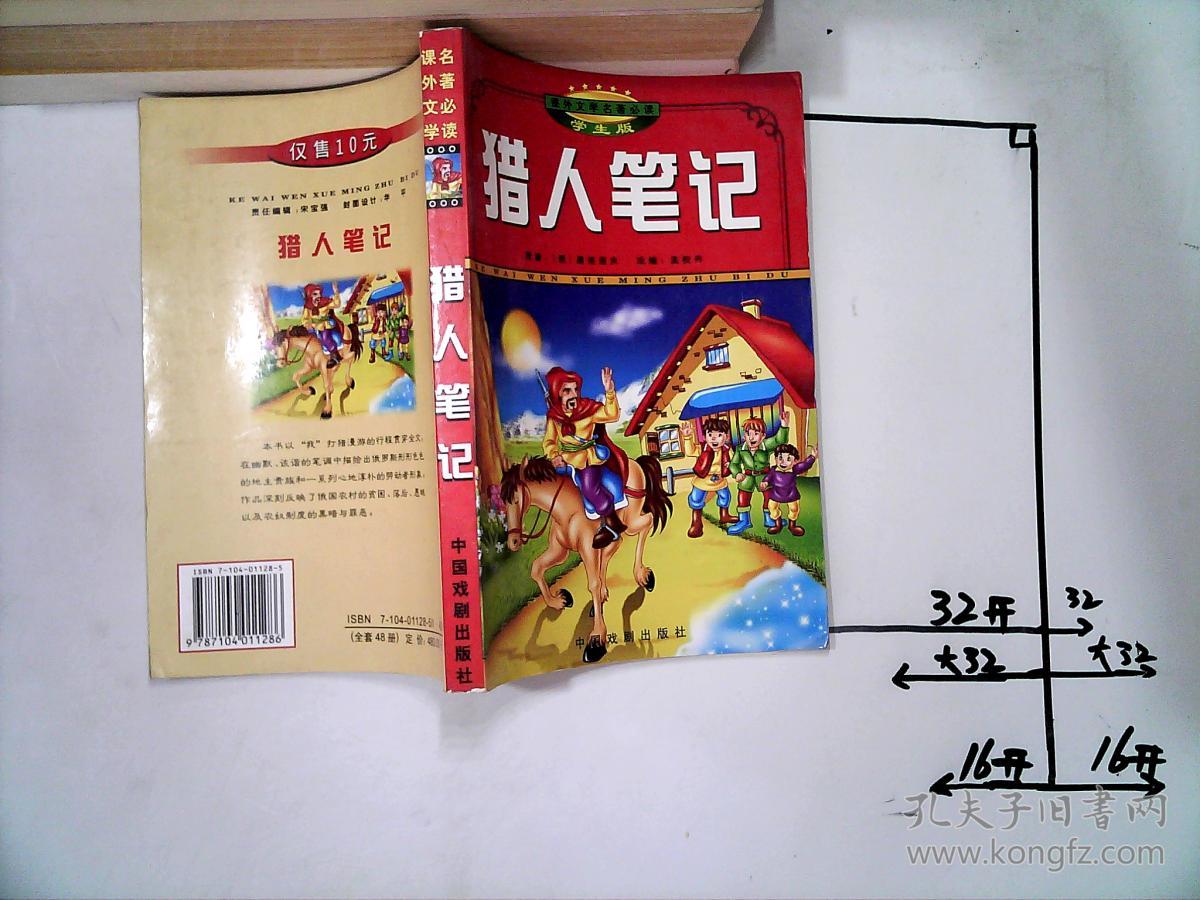 仅售10元
KE WAI WEN XUE MING ZHU BI DU
责任编辑:宋宝强 封面设计:华
猎人笔记
本书以“我”打猎漫游的行程贯穿全文;
在幽默、诙谐的笔调中描绘出俄罗斯形形色色
的地主贵族和一系列心地淳朴的劳动者形象;
作品深刻反映了俄国农村的贫困、落后、愚昧
以及农奴制度的黑暗与罪恶。
ISBN 7-104-01128-5
9 787104 011286
ISBN 7-104-01128-5/
(全套48册)定价:480.0
课外文学
名著必读
猎人笔记
中国戏剧出版社
课外文学名著必读
学生版
猎人笔记
KE WAI WEN XUE MING ZHU BI DU
中国戏剧出版社
32开
32
大32
大32
16开
16开
孔夫子旧书网
www.kongfz.com